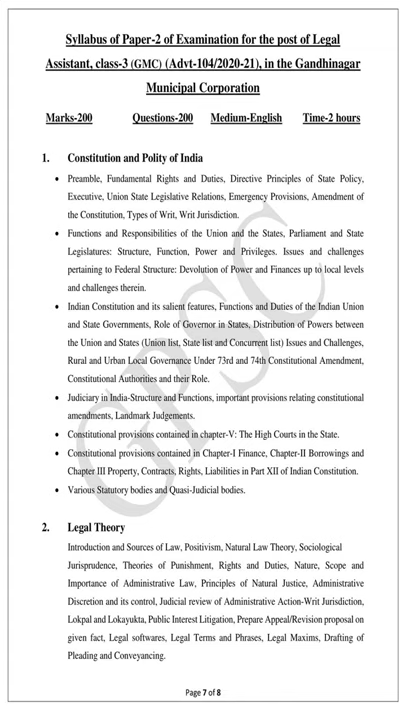 Syllabus of Paper-2 of Examination for the post of Legal
Assistant, class-3 (GMC) (Advt-104/2020-21), in the Gandhinagar
Municipal Corporation
Marks-200 Questions-200 Medium-English Time-2 hours
1. Constitution and Polity of India
• Preamble, Fundamental Rights and Duties, Directive Principles of State Policy,
Executive, Union State Legislative Relations, Emergency Provisions, Amendment of
the Constitution, Types of Writ, Writ Jurisdiction.
• Functions and Responsibilities of the Union and the States, Parliament and State
Legislatures: Structure, Function, Power and Privileges. Issues and challenges
pertaining to Federal Structure: Devolution of Power and Finances up to local levels
and challenges therein.
• Indian Constitution and its salient features, Functions and Duties of the Indian Union
and State Governments, Role of Governor in States, Distribution of Powers between
the Union and States (Union list, State list and Concurrent list) Issues and Challenges,
Rural and Urban Local Governance Under 73rd and 74th Constitutional Amendment,
Constitutional Authorities and their Role.
• Judiciary in India-Structure and Functions, important provisions relating constitutional
amendments, Landmark Judgements.
• Constitutional provisions contained in chapter-V: The High Courts in the State.
• Constitutional provisions contained in Chapter-I Finance, Chapter-II Borrowings and
Chapter III Property, Contracts, Rights, Liabilities in Part XII of Indian Constitution.
• Various Statutory bodies and Quasi-Judicial bodies.
2. Legal Theory
Introduction and Sources of Law, Positivism, Natural Law Theory, Sociological
Jurisprudence, Theories of Punishment, Rights and Duties, Nature, Scope and
Importance of Administrative Law, Principles of Natural Justice, Administrative
Discretion and its control, Judicial review of Administrative Action-Writ Jurisdiction,
Lokpal and Lokayukta, Public Interest Litigation, Prepare Appeal/Revision proposal on
given fact, Legal softwares, Legal Terms and Phrases, Legal Maxims, Drafting of
Pleading and Conveyancing.
GPSC
Page 7 of 8